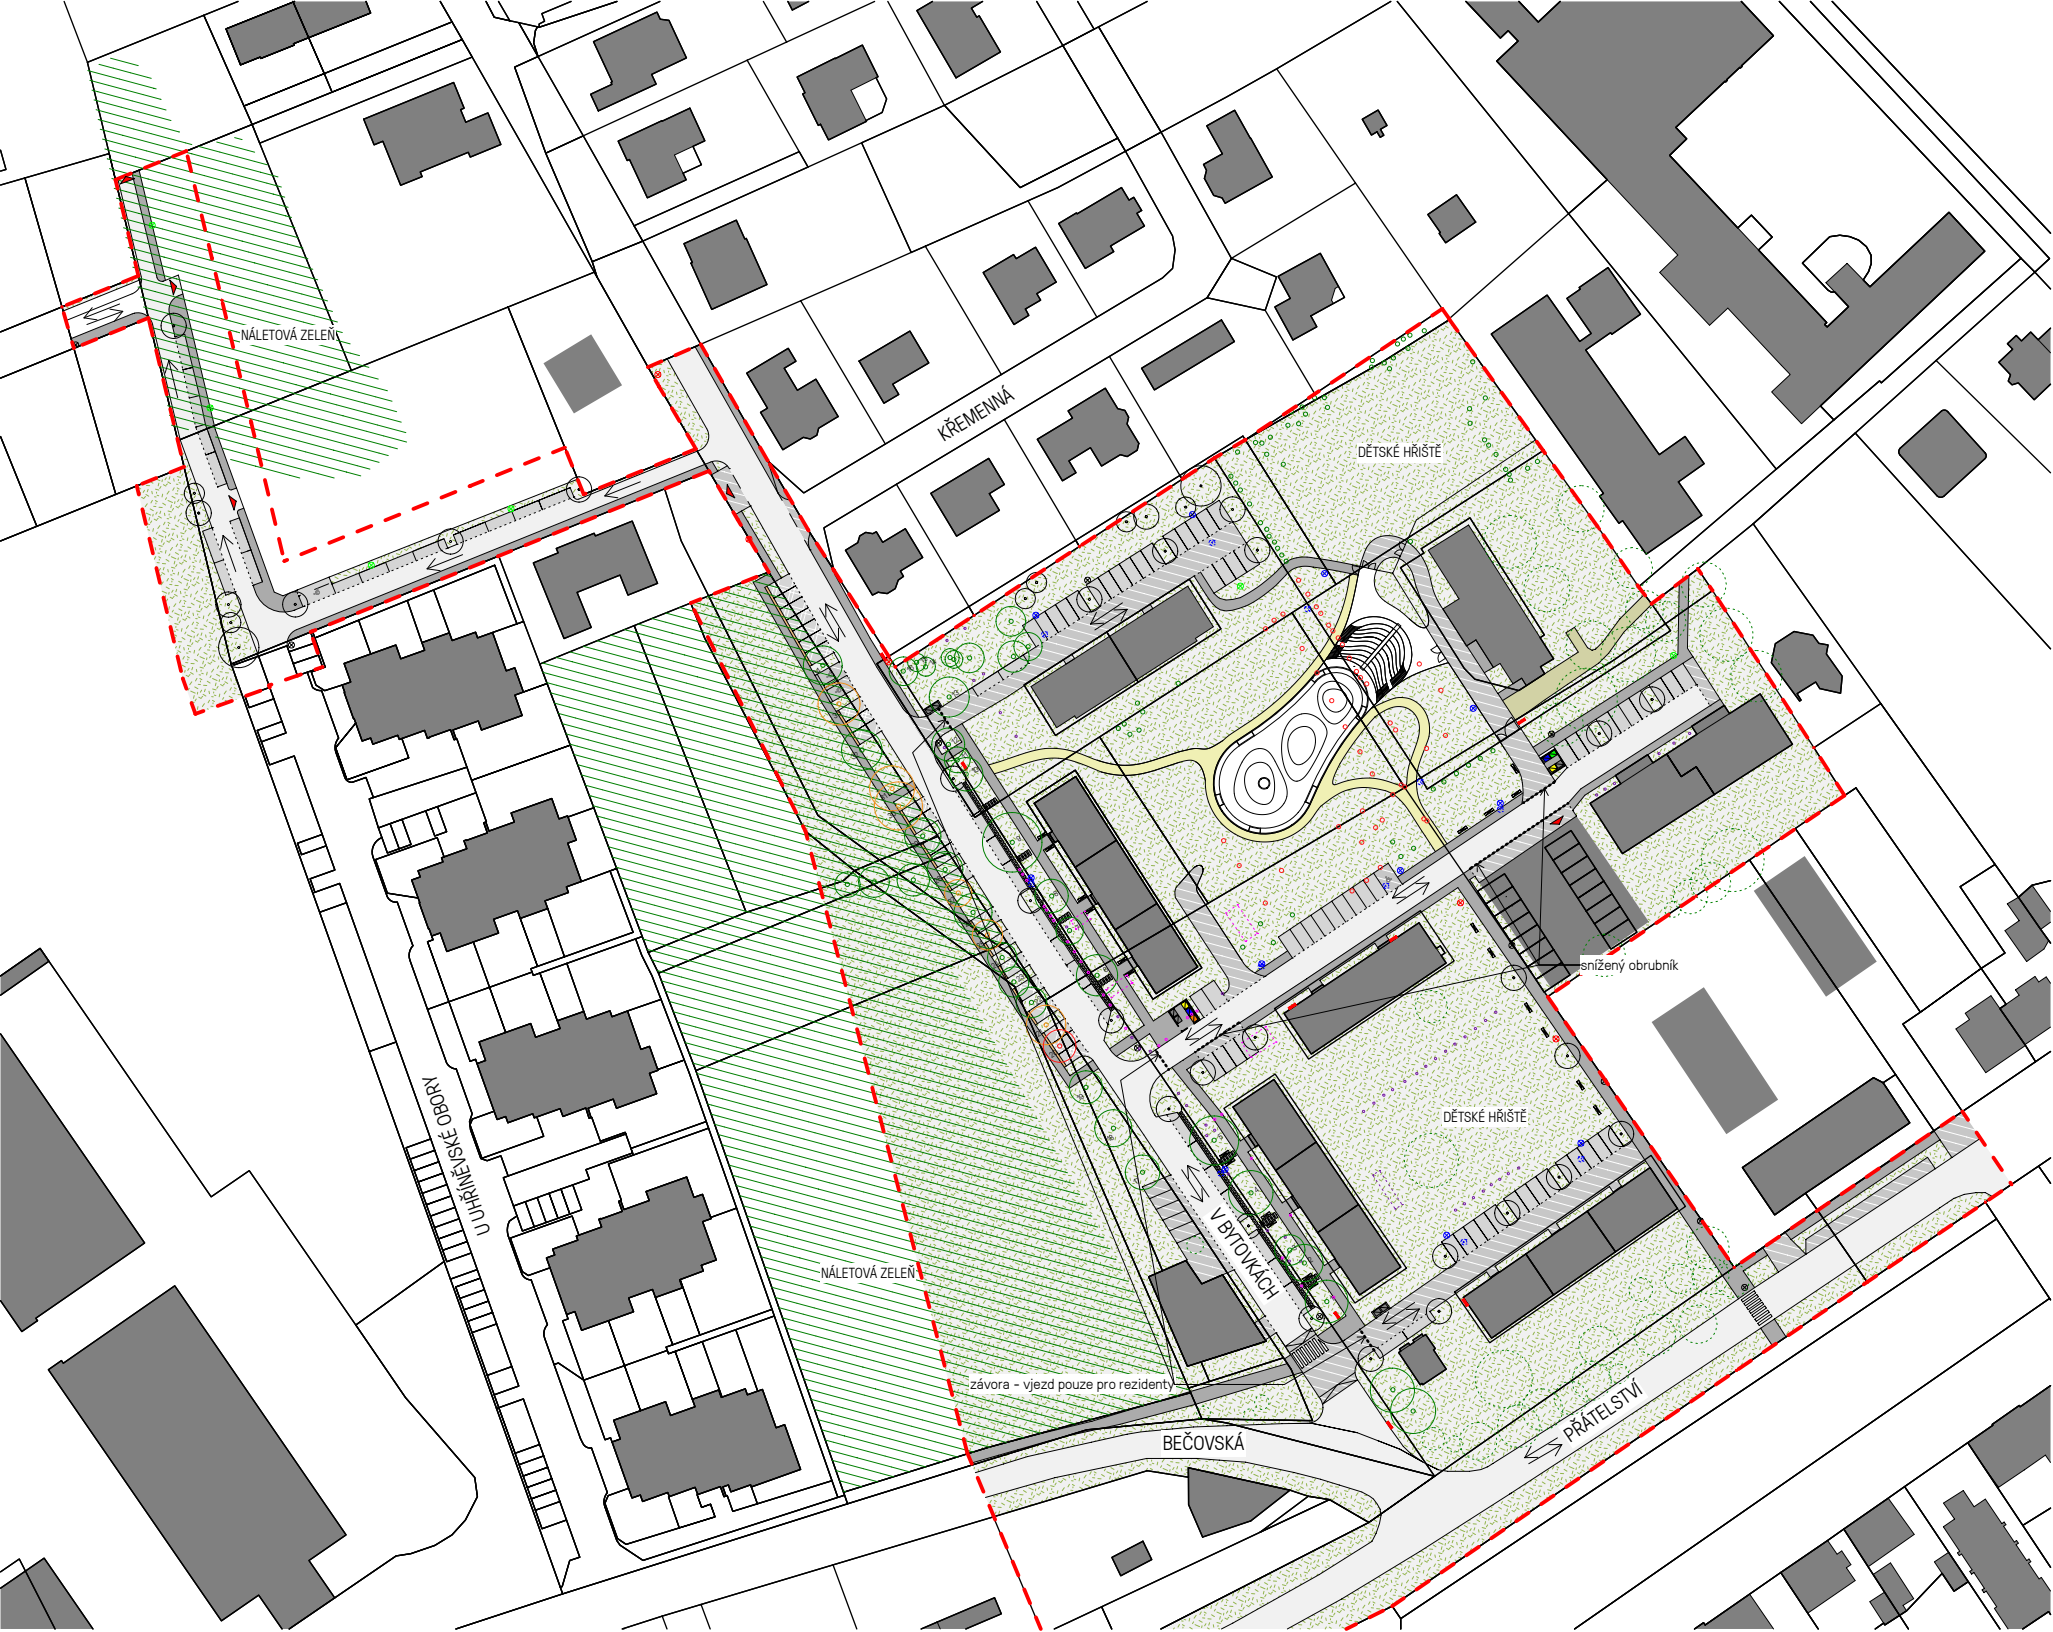 NÁLETOVÁ ZELEŇ
KŘEMENNÁ
DĚTSKÉ HŘIŠTĚ
snížený obrubník
U UHŘÍNĚVSKÉ OBORY
DĚTSKÉ HŘIŠTĚ
V BYTOVKÁCH
NÁLETOVÁ ZELEŇ
závora - vjezd pouze pro rezidenty
PŘÁTELSTVÍ
BEČOVSKÁ